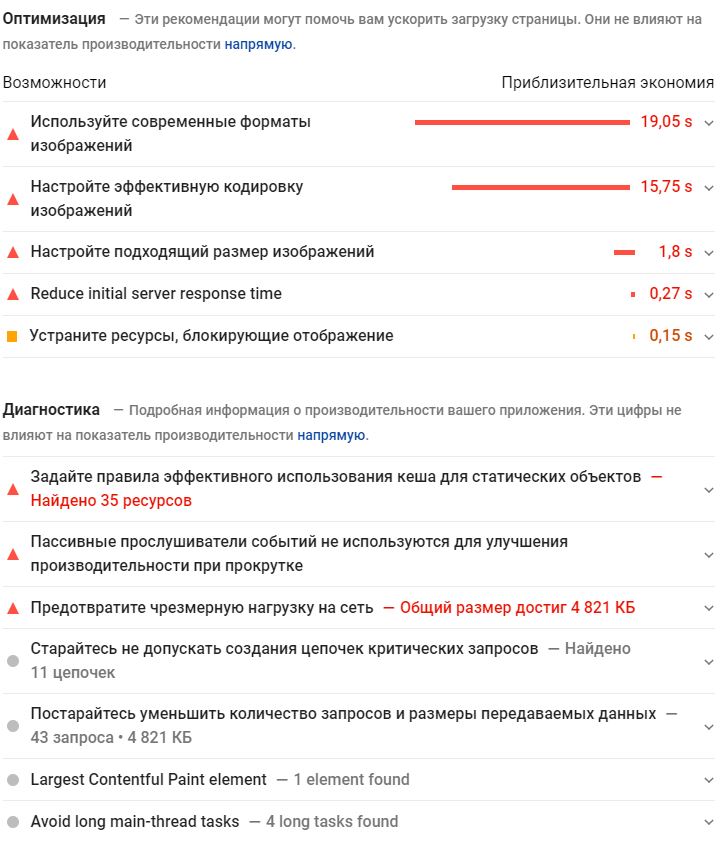 Оптимизация — Эти рекомендации могут помочь вам ускорить загрузку страницы. Они не влияют на
показатель производительности напрямую.
Возможности Приблизительная экономия
Используйте современные форматы 19,05 s
изображений
Настройте эффективную кодировку 15,75 s
изображений
Настройте подходящий размер изображений 1,8 s
Reduce initial server response time 0,27 s
Устраните ресурсы, блокирующие отображение 0,15 s
Диагностика — Подробная информация о производительности вашего приложения. Эти цифры не
влияют на показатель производительности напрямую.
Задайте правила эффективного использования кеша для статических объектов —
Найдено 35 ресурсов
Пассивные прослушиватели событий не используются для улучшения
производительности при прокрутке
Предотвратите чрезмерную нагрузку на сеть — Общий размер достиг 4 821 КБ
Старайтесь не допускать создания цепочек критических запросов — Найдено
11 цепочек
Постарайтесь уменьшить количество запросов и размеры передаваемых данных —
43 запроса • 4 821 КБ
Largest Contentful Paint element — 1 element found
Avoid long main-thread tasks — 4 long tasks found